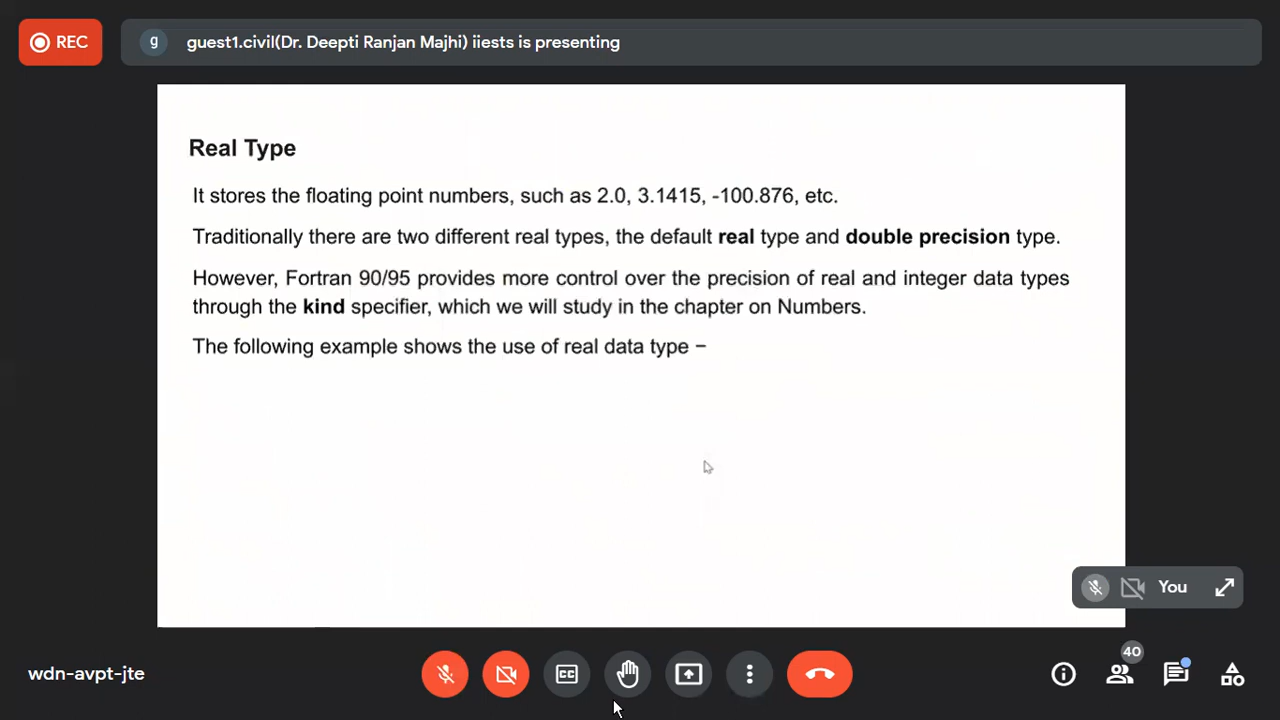 REC
g
guest1.civil(Dr. Deepti Ranjan Majhi) iiests is presenting
Real Type
It stores the floating point numbers, such as 2.0, 3.1415, -100.876, etc.
Traditionally there are two different real types, the default real type and double precision type.
However, Fortran 90/95 provides more control over the precision of real and integer data types
through the kind specifier, which we will study in the chapter on Numbers.
The following example shows the use of real data type −
You
40
wdn-avpt-jte
CC